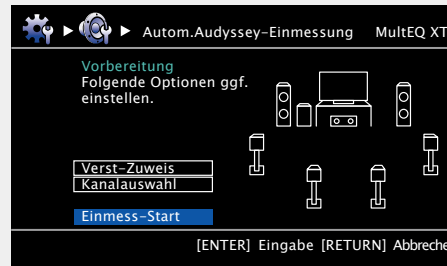 Autom.Audyssey-Einmessung MultEQ XT
Vorbereitung
Folgende Optionen ggf.
einstellen.
Verst-Zuweis
Kanalauswahl
Einmess-Start
[ENTER] Eingabe [RETURN] Abbreche